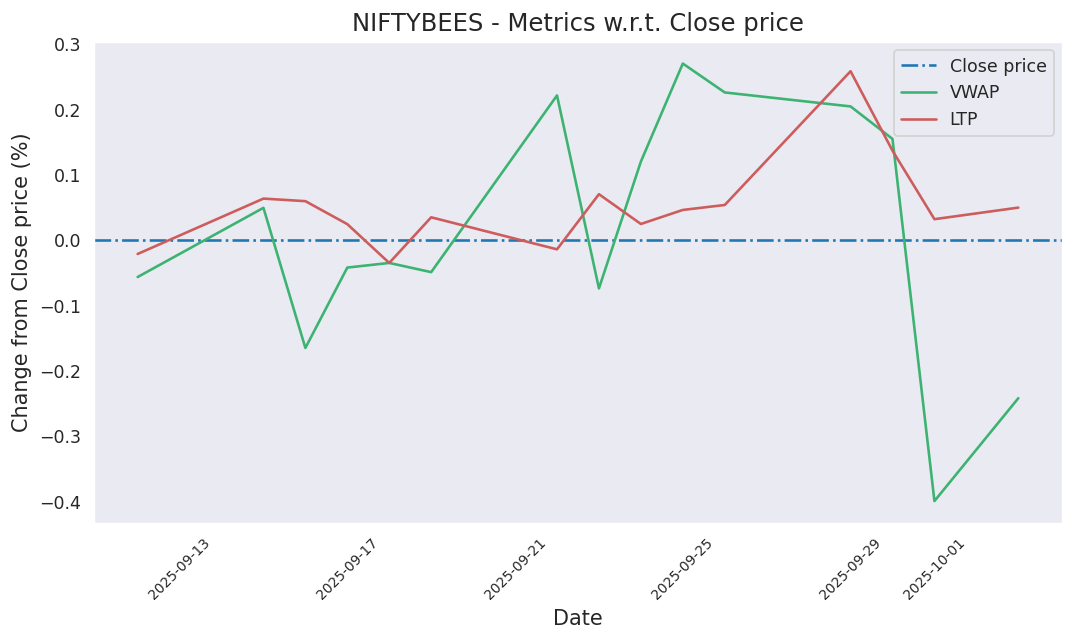 NIFTYBEES - Metrics w.r.t. Close price
Close price
VWAP
LTP
Change from Close price (%)
0.3
0.2
0.1
0.0
−0.1
−0.2
−0.3
−0.4
2025-09-13
2025-09-17
2025-09-21
2025-09-25
2025-09-29
2025-10-01
Date